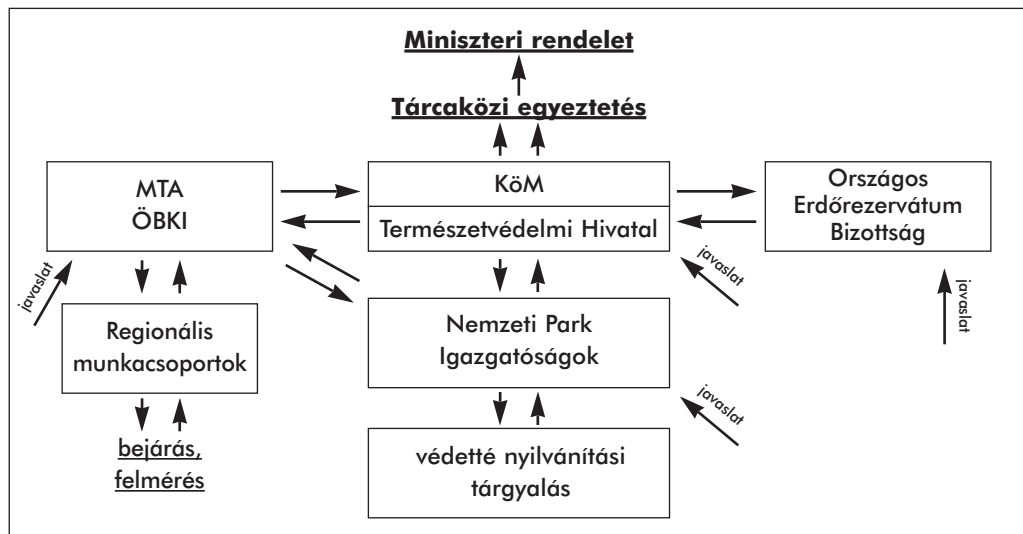 Miniszteri rendelet
Tárcaközi egyeztetés
MTA
ÖBKI
KöM
Természetvédelmi Hivatal
Országos
Erdőrezervátum
Bizottság
javaslat
javaslat
javaslat
Regionális
munkacsoportok
Nemzeti Park
Igazgatóságok
javaslat
bejárás,
felmérés
védetté nyilvánítási
tárgyalás